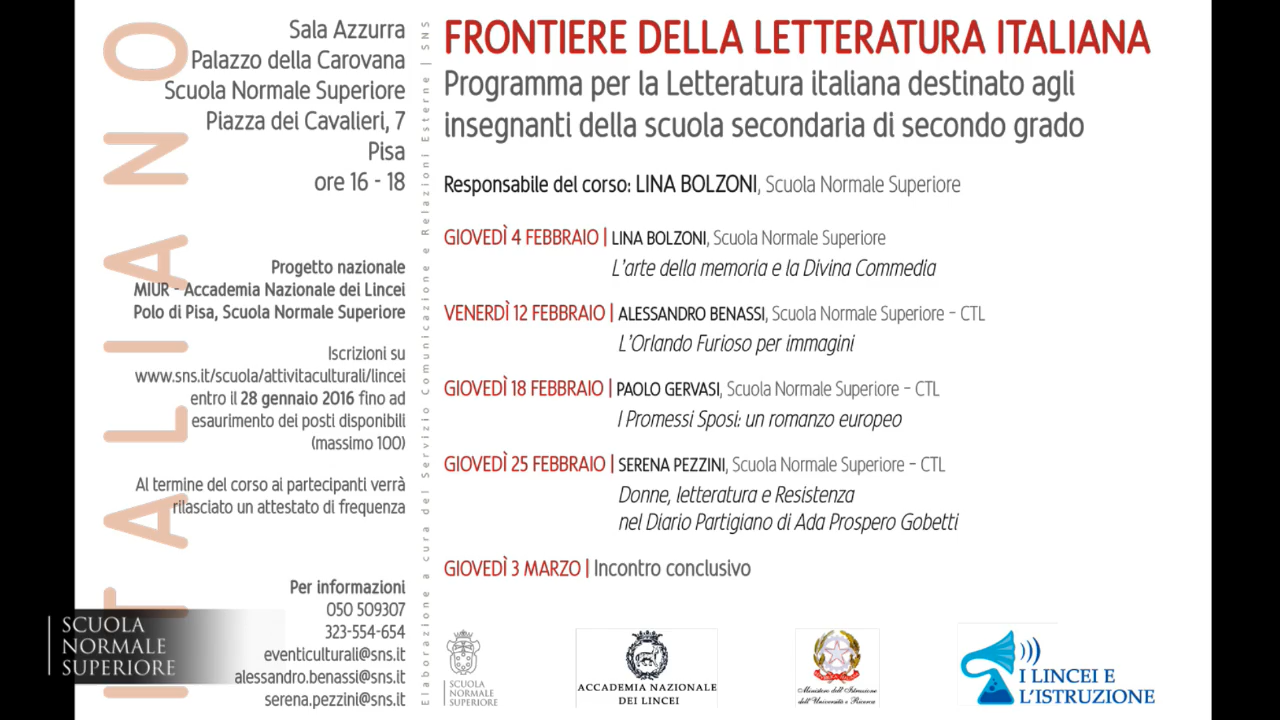 ITALIANO
Sala Azzurra
Palazzo della Carovana
Scuola Normale Superiore
Piazza dei Cavalieri, 7
Pisa
ore 16 - 18
Progetto nazionale
MIUR - Accademia Nazionale dei Lincei
Polo di Pisa, Scuola Normale Superiore
Iscrizioni su
www.sns.it/scuola/attivitaculturali/lincei
entro il 28 gennaio 2016 fino ad
esaurimento dei posti disponibili
(massimo 100)
Al termine del corso ai partecipanti verrà
rilasciato un attestato di frequenza
Per informazioni
050 509307
323-554-654
eventiculturali@sns.it
alessandro.benassi@sns.it
serena.pezzini@sns.it
SCUOLA
NORMALE
SUPERIORE
Elaborazione a cura del Servizio Comunicazione e Relazioni Esterne | SNS
FRONTIERE DELLA LETTERATURA ITALIANA
Programma per la Letteratura italiana destinato agli
insegnanti della scuola secondaria di secondo grado
Responsabile del corso: LINA BOLZONI, Scuola Normale Superiore
GIOVEDÌ 4 FEBBRAIO | LINA BOLZONI, Scuola Normale Superiore
L'arte della memoria e la Divina Commedia
VENERDÌ 12 FEBBRAIO | ALESSANDRO BENASSI, Scuola Normale Superiore - CTL
L'Orlando Furioso per immagini
GIOVEDÌ 18 FEBBRAIO | PAOLO GERVASI, Scuola Normale Superiore - CTL
I Promessi Sposi: un romanzo europeo
GIOVEDÌ 25 FEBBRAIO | SERENA PEZZINI, Scuola Normale Superiore - CTL
Donne, letteratura e Resistenza
nel Diario Partigiano di Ada Prospero Gobetti
GIOVEDÌ 3 MARZO | Incontro conclusivo
SCUOLA
NORMALE
SUPERIORE
ACCADEMIA NAZIONALE
DEI LINCEI
Ministero dell'Istruzione
dell'Università e Ricerca
I LINCEI E
L'ISTRUZIONE